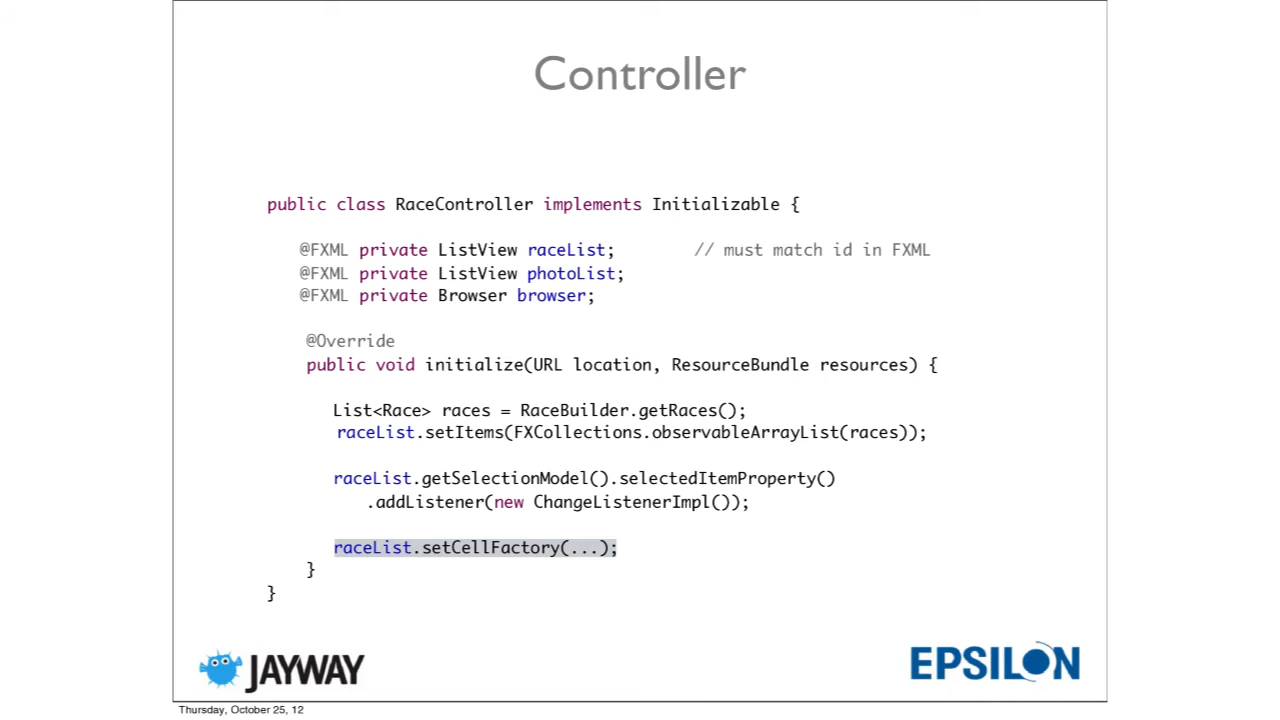 Controller
public class RaceController implements Initializable {
@FXML private ListView raceList; // must match id in FXML
@FXML private ListView photoList;
@FXML private Browser browser;
@Override
public void initialize(URL location, ResourceBundle resources) {
List<Race> races = RaceBuilder.getRaces();
raceList.setItems(FXCollections.observableArrayList(races));
raceList.getSelectionModel().selectedItemProperty()
.addListener(new ChangeListenerImpl());
raceList.setCellFactory(...);
}
}
JAYWAY
EPSILON
Thursday, October 25, 12